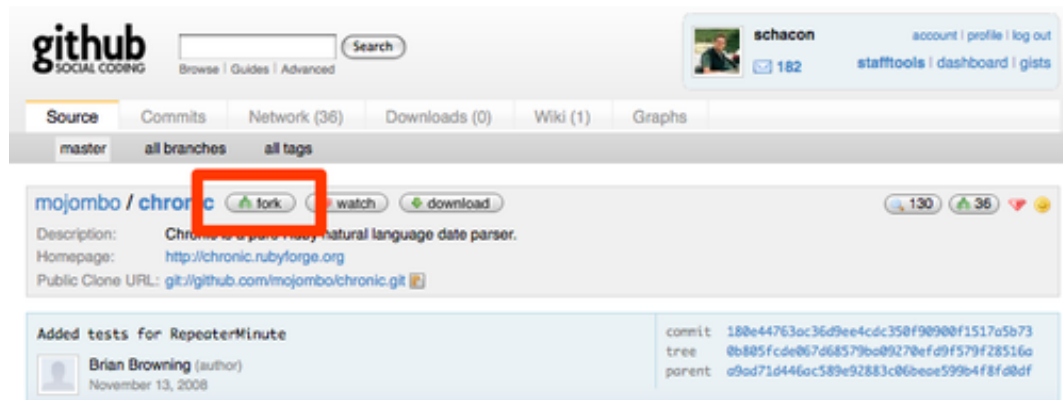 github
SOCIAL CODING
Search
Browse | Guides | Advanced
schacon
account | profile | log out
182
stafftools | dashboard | gists
Source Commits Network (36) Downloads (0) Wiki (1) Graphs
master all branches all tags
mojombo / chronic fork watch download 130 36
Description: Chronic is a pure Ruby natural language date parser.
Homepage: http://chronic.rubyforge.org
Public Clone URL: git://github.com/mojombo/chronic.git
Added tests for RepeaterMinute
Brian Browning (author)
November 13, 2008
commit 180e44763ac36d9ee4cdc350f90900f1517a5b73
tree 0b805fcde067d68579ba09270efd9f579f28516a
parent a9ad71d446ac589e92883c06beae599b4f8fd0df